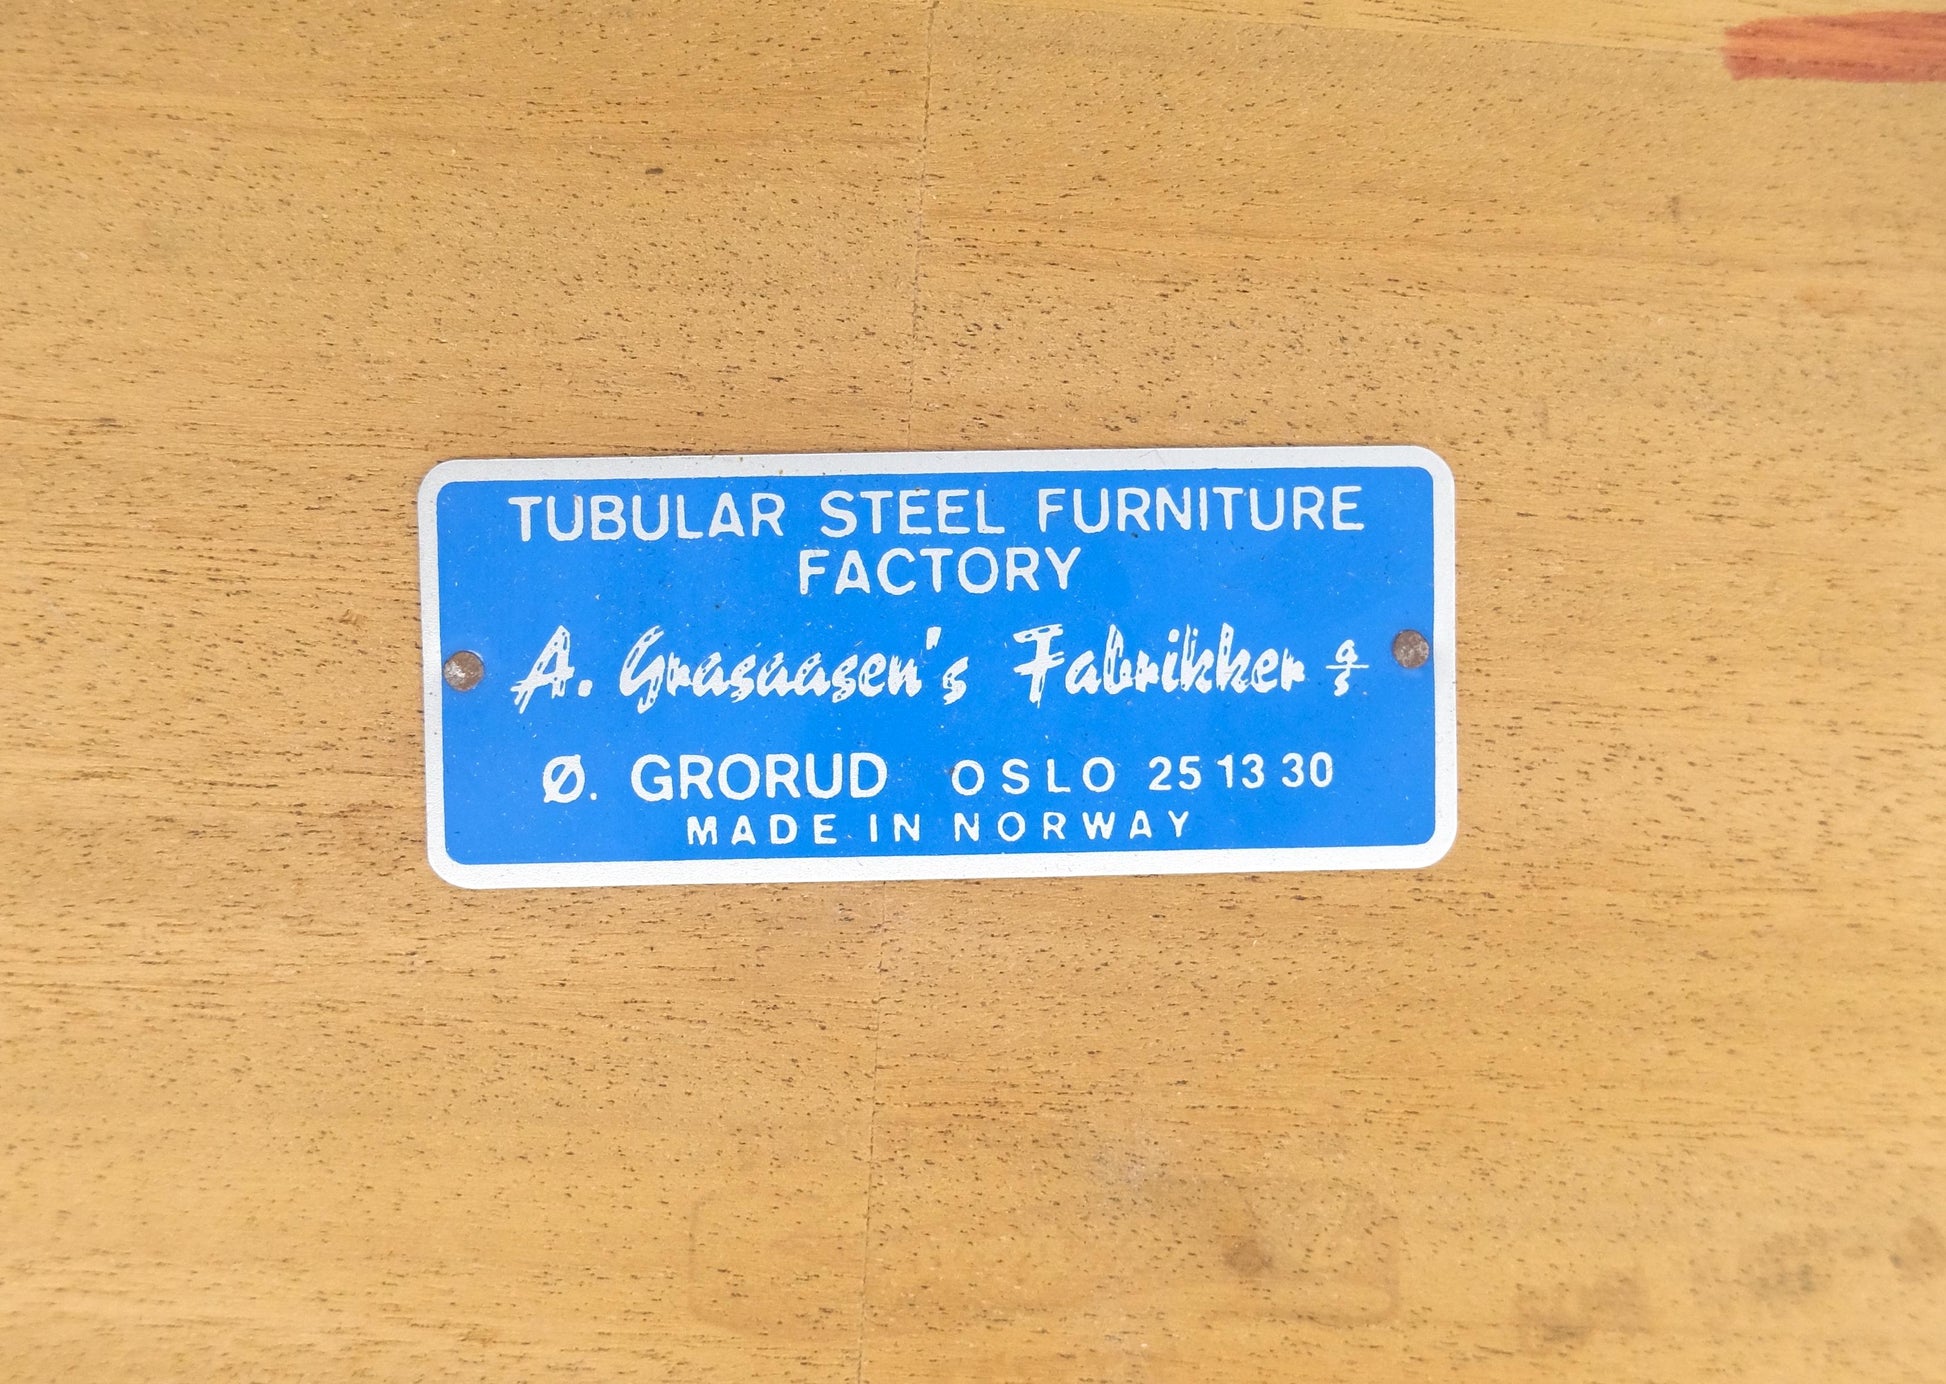 TUBULAR STEEL FURNITURE
FACTORY
A. Grasaasen's Fabrikker a/s
Ø. GRORUD OSLO 25 13 30
MADE IN NORWAY